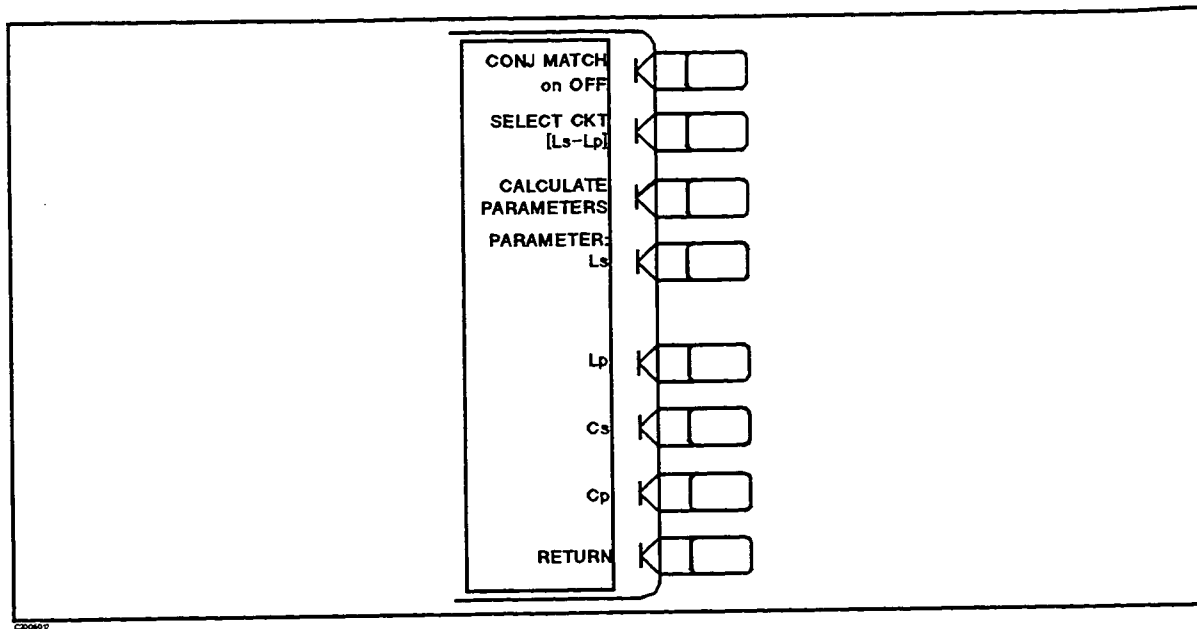 CONJ MATCH
on OFF
SELECT CKT
[Ls-Lp]
CALCULATE
PARAMETERS
PARAMETER:
Ls
Lp
Cs
Cp
RETURN